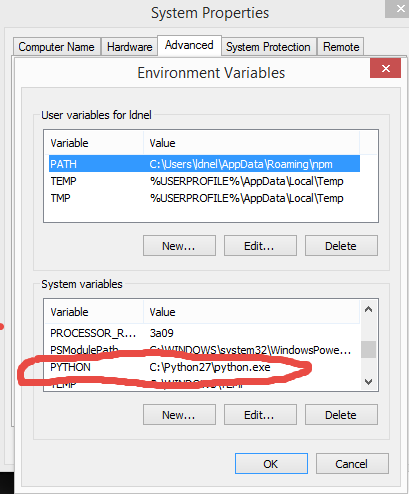 System Properties
Computer Name Hardware Advanced System Protection Remote
Environment Variables
User variables for ldnel
Variable Value
PATH C:\Users\ldnel\AppData\Roaming\npm
TEMP %USERPROFILE%\AppData\Local\Temp
TMP %USERPROFILE%\AppData\Local\Temp
New... Edit... Delete
System variables
Variable Value
PROCESSOR_R... 3a09
PSModulePath C:\WINDOWS\system32\WindowsPowe...
PYTHON C:\Python27\python.exe
TEMP C:\WINDOWS\TEMP
New... Edit... Delete
OK Cancel